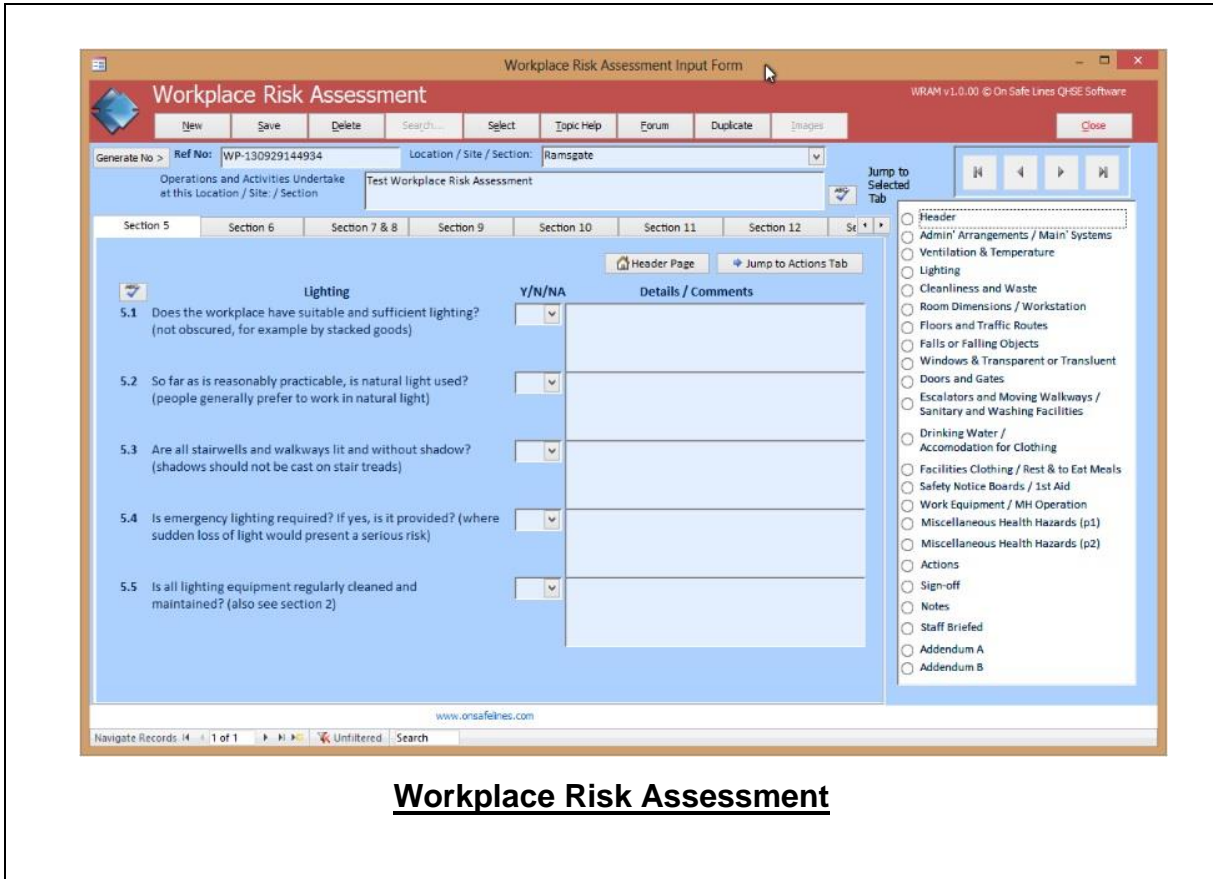 Workplace Risk Assessment Input Form
Workplace Risk Assessment
WRAM v1.0.00 © On Safe Lines QHSE Software
New Save Delete Search... Select Topic Help Forum Duplicate Images Close
Generate No > Ref No: WP-130929144934 Location / Site / Section: Ramsgate
Operations and Activities Undertake
at this Location / Site: / Section
Test Workplace Risk Assessment
Jump to
Selected
Tab
Section 5 Section 6 Section 7 & 8 Section 9 Section 10 Section 11 Section 12 Se
Header Page Jump to Actions Tab
Lighting Y/N/NA Details / Comments
5.1 Does the workplace have suitable and sufficient lighting?
(not obscured, for example by stacked goods)
5.2 So far as is reasonably practicable, is natural light used?
(people generally prefer to work in natural light)
5.3 Are all stairwells and walkways lit and without shadow?
(shadows should not be cast on stair treads)
5.4 Is emergency lighting required? If yes, is it provided? (where
sudden loss of light would present a serious risk)
5.5 Is all lighting equipment regularly cleaned and
maintained? (also see section 2)
Header
Admin' Arrangements / Main' Systems
Ventilation & Temperature
Lighting
Cleanliness and Waste
Room Dimensions / Workstation
Floors and Traffic Routes
Falls or Falling Objects
Windows & Transparent or Transluent
Doors and Gates
Escalators and Moving Walkways /
Sanitary and Washing Facilities
Drinking Water /
Accomodation for Clothing
Facilities Clothing / Rest & to Eat Meals
Safety Notice Boards / 1st Aid
Work Equipment / MH Operation
Miscellaneous Health Hazards (p1)
Miscellaneous Health Hazards (p2)
Actions
Sign-off
Notes
Staff Briefed
Addendum A
Addendum B
www.onsafelines.com
Navigate Records 1 of 1 Unfiltered Search
Workplace Risk Assessment